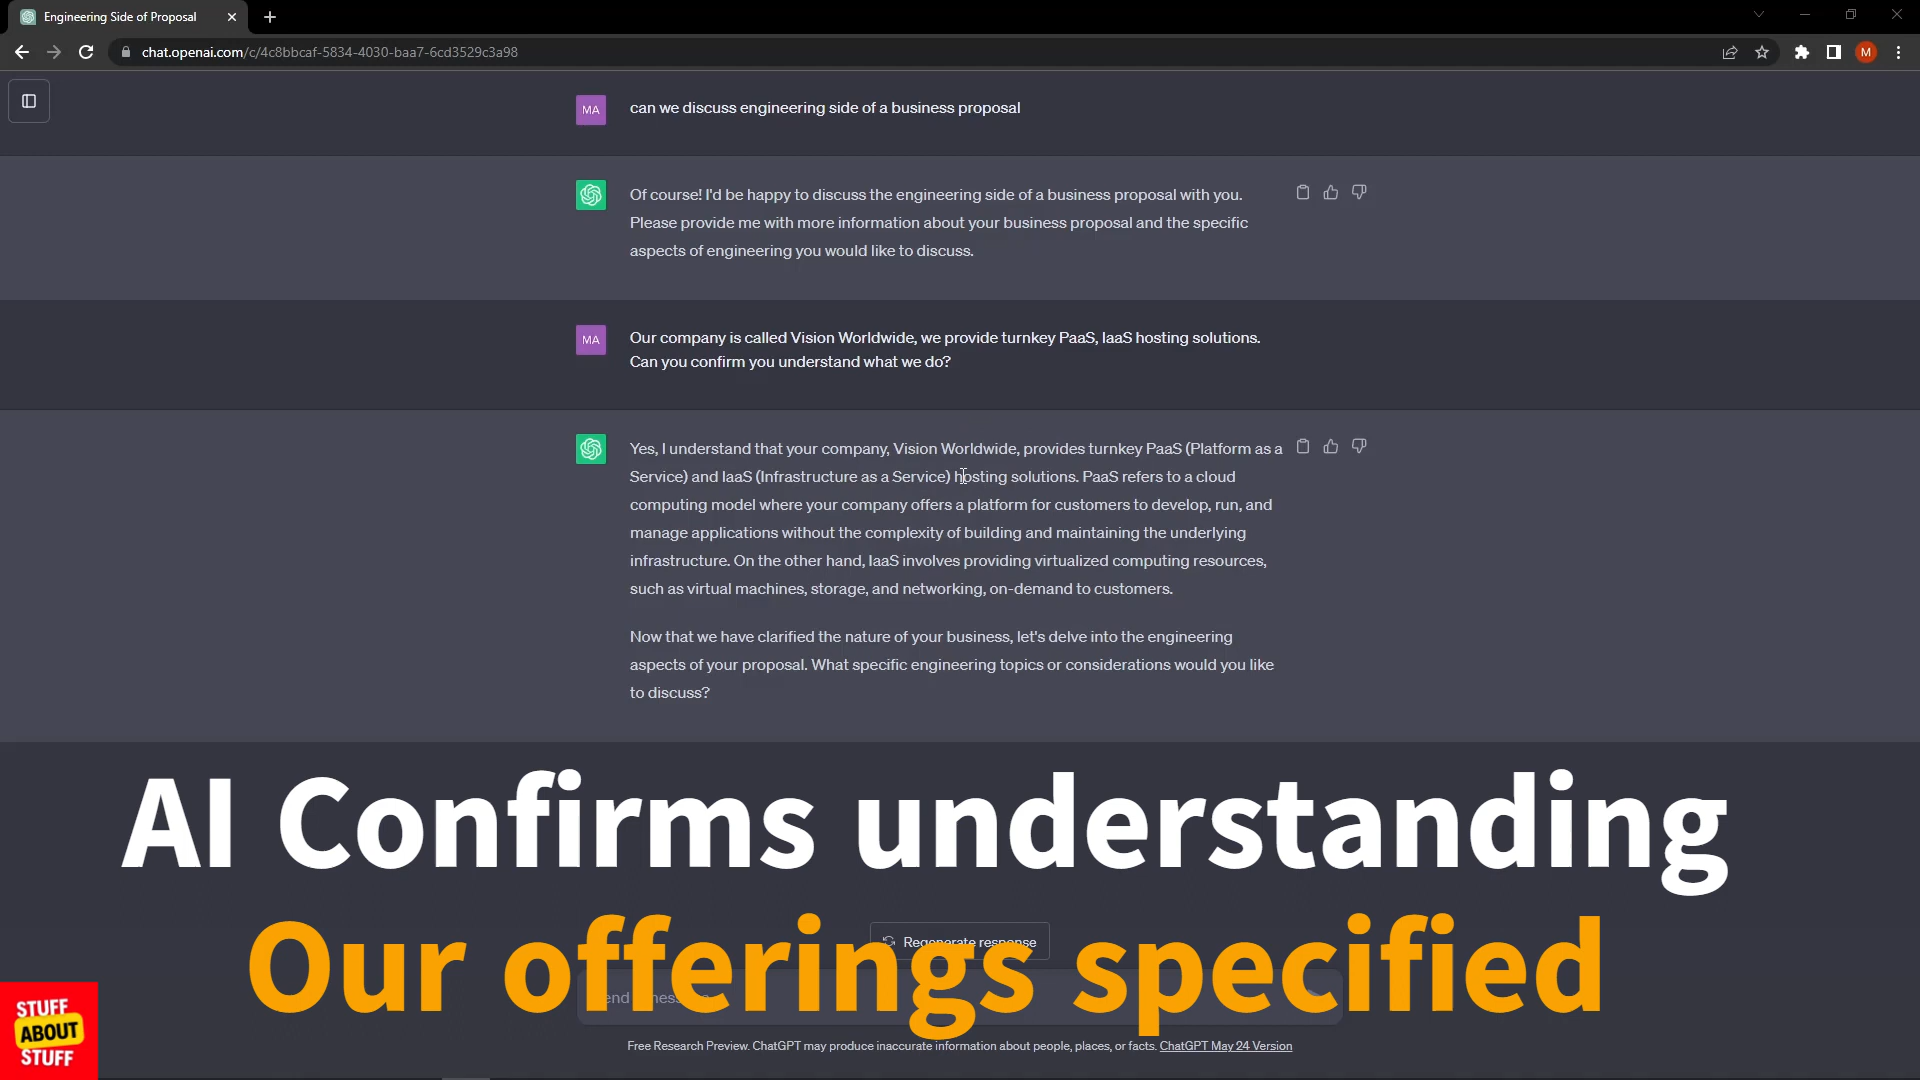 Engineering Side of Proposal
chat.openai.com/c/4c8bbcaf-5834-4030-baa7-6cd3529c3a98
M
MA
can we discuss engineering side of a business proposal
Of course! I'd be happy to discuss the engineering side of a business proposal with you.
Please provide me with more information about your business proposal and the specific
aspects of engineering you would like to discuss.
MA
Our company is called Vision Worldwide, we provide turnkey PaaS, IaaS hosting solutions.
Can you confirm you understand what we do?
Yes, I understand that your company, Vision Worldwide, provides turnkey PaaS (Platform as a
Service) and IaaS (Infrastructure as a Service) hosting solutions. PaaS refers to a cloud
computing model where your company offers a platform for customers to develop, run, and
manage applications without the complexity of building and maintaining the underlying
infrastructure. On the other hand, IaaS involves providing virtualized computing resources,
such as virtual machines, storage, and networking, on-demand to customers.
Now that we have clarified the nature of your business, let's delve into the engineering
aspects of your proposal. What specific engineering topics or considerations would you like
to discuss?
AI Confirms understanding
Regenerate response
Our offerings specified
STUFF
ABOUT
STUFF
Free Research Preview. ChatGPT may produce inaccurate information about people, places, or facts. ChatGPT May 24 Version